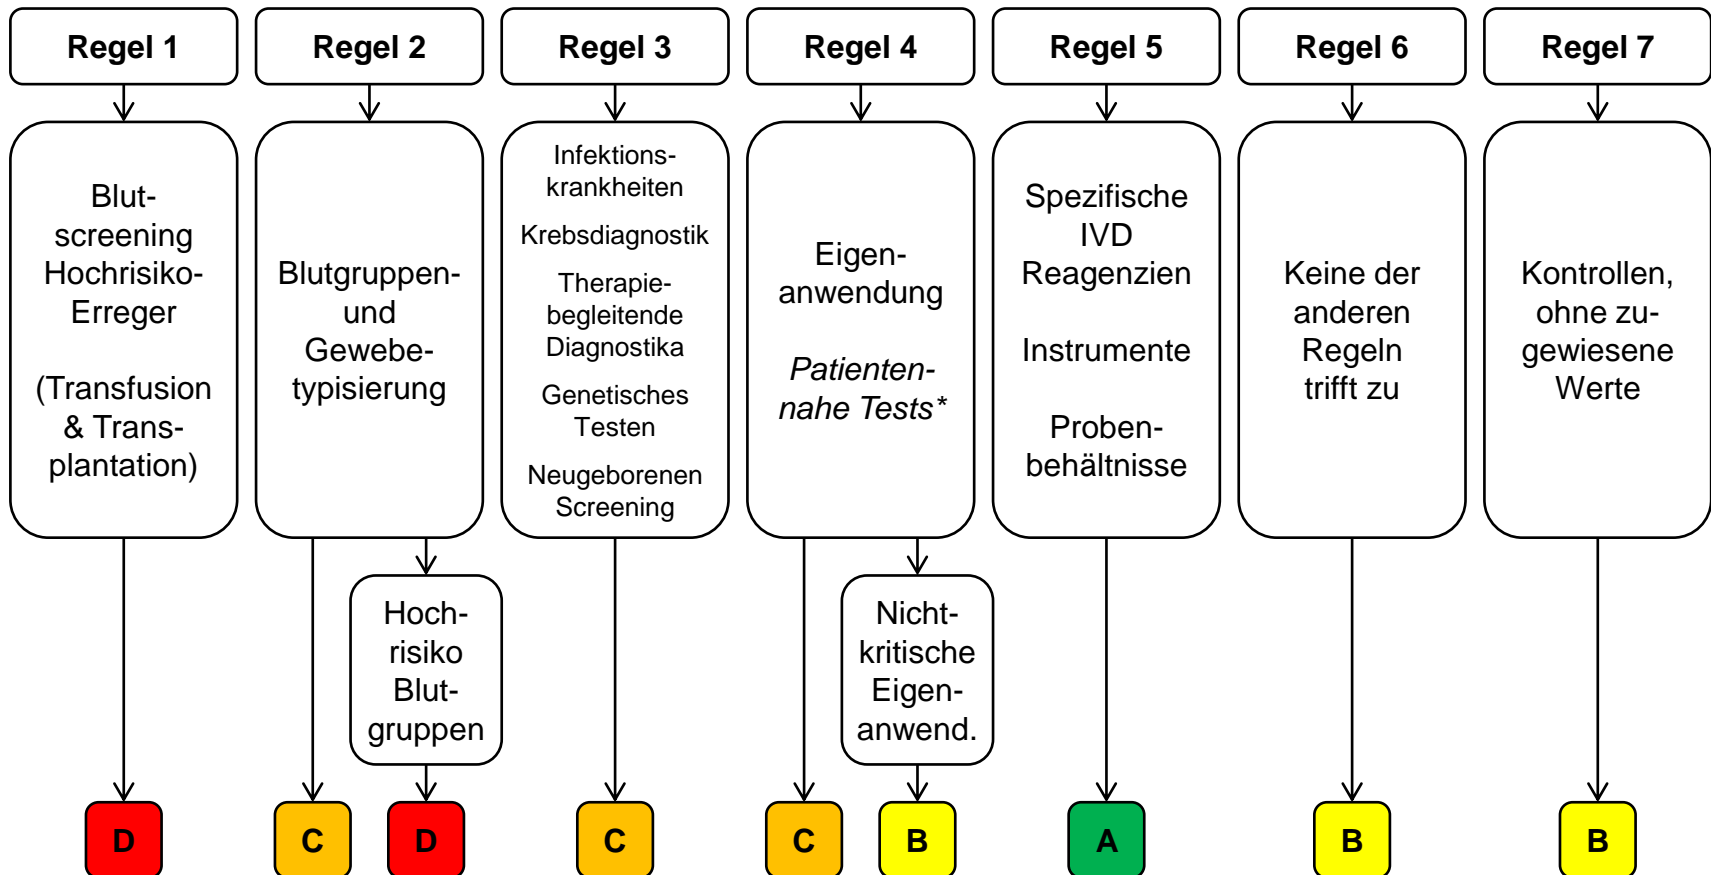 Regel 1
Regel 2
Regel 3
Regel 4
Regel 5
Regel 6
Regel 7
Blut-
screening
Hochrisiko-
Erreger
(Transfusion
& Trans-
plantation)
Blutgruppen-
und
Gewebe-
typisierung
Infektions-
krankheiten
Krebsdiagnostik
Therapie-
begleitende
Diagnostika
Genetisches
Testen
Neugeborenen
Screening
Eigen-
anwendung
Patienten-
nahe Tests*
Spezifische
IVD
Reagenzien
Instrumente
Proben-
behältnisse
Keine der
anderen
Regeln
trifft zu
Kontrollen,
ohne zu-
gewiesene
Werte
Hoch-
risiko
Blut-
gruppen
Nicht-
kritische
Eigen-
anwend.
D
C
D
C
C
B
A
B
B